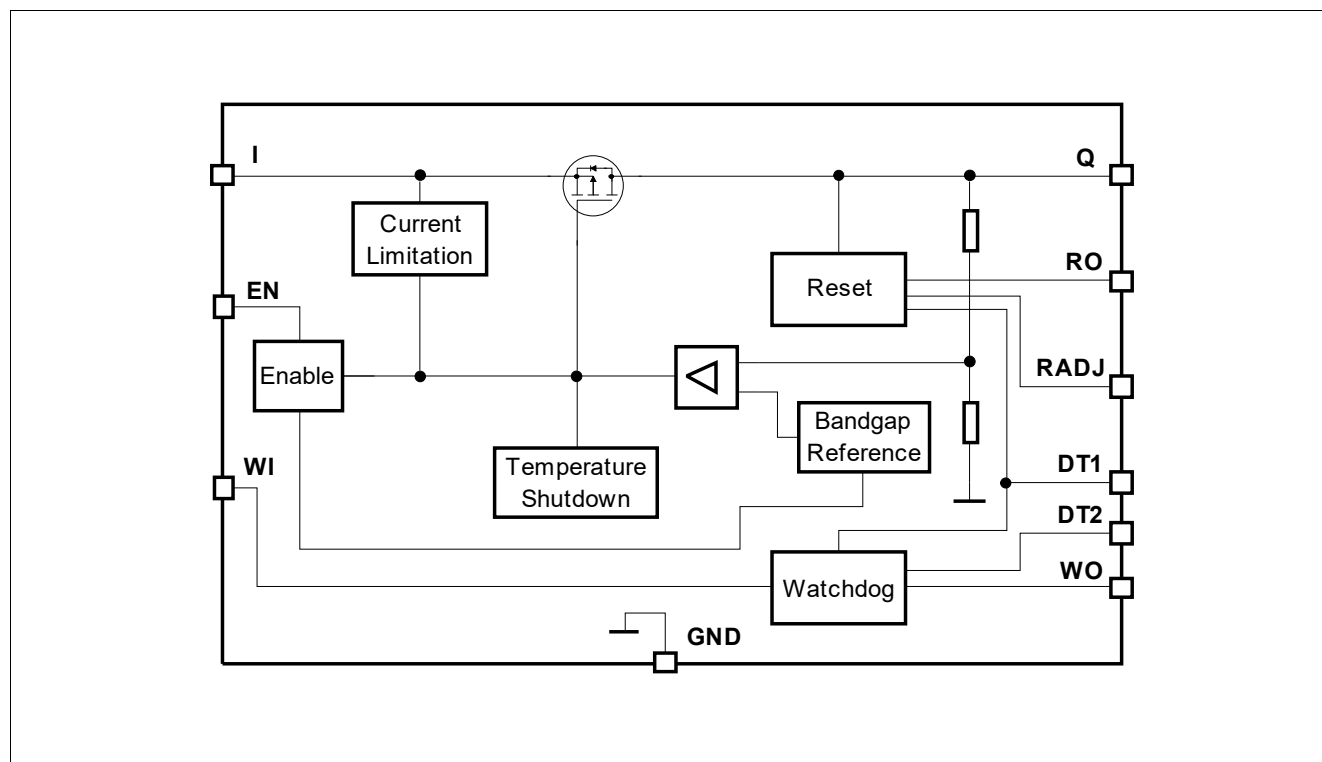 I
Q
Current
Limitation
RO
Reset
EN
Enable
RADJ
Bandgap
Reference
WI
Temperature
Shutdown
DT1
DT2
WO
Watchdog
GND